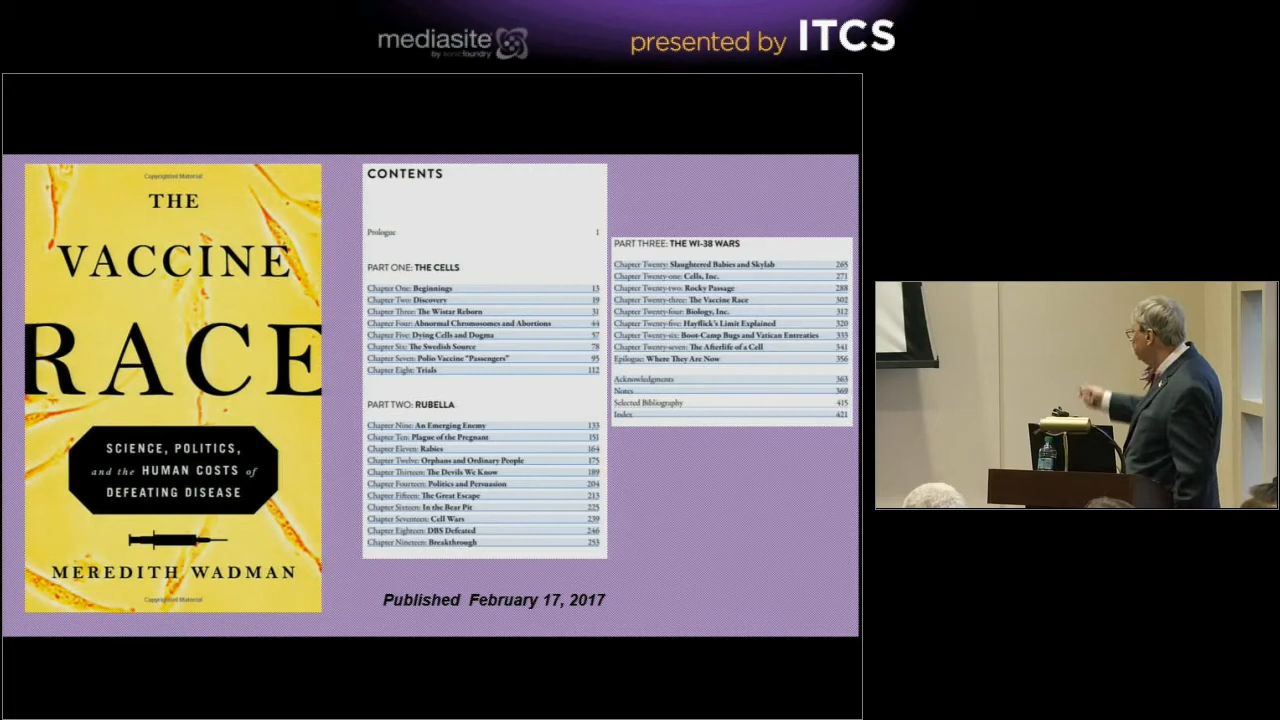 mediasite
by sonicfoundry
presented by ITCS
Copyrighted Material
THE
VACCINE
RACE
SCIENCE, POLITICS,
and the HUMAN COSTS of
DEFEATING DISEASE
MEREDITH WADMAN
Copyrighted Material
CONTENTS
Prologue 1
PART ONE: THE CELLS
Chapter One: Beginnings 13
Chapter Two: Discovery 19
Chapter Three: The Wistar Reborn 31
Chapter Four: Abnormal Chromosomes and Abortions 44
Chapter Five: Dying Cells and Dogma 57
Chapter Six: The Swedish Source 78
Chapter Seven: Polio Vaccine "Passengers" 95
Chapter Eight: Trials 112
PART TWO: RUBELLA
Chapter Nine: An Emerging Enemy 133
Chapter Ten: Plague of the Pregnant 151
Chapter Eleven: Rabies 164
Chapter Twelve: Orphans and Ordinary People 175
Chapter Thirteen: The Devils We Know 189
Chapter Fourteen: Politics and Persuasion 204
Chapter Fifteen: The Great Escape 213
Chapter Sixteen: In the Bear Pit 225
Chapter Seventeen: Cell Wars 239
Chapter Eighteen: DBS Defeated 246
Chapter Nineteen: Breakthrough 253
PART THREE: THE WI-38 WARS
Chapter Twenty: Slaughtered Babies and Skylab 265
Chapter Twenty-one: Cells, Inc. 271
Chapter Twenty-two: Rocky Passage 288
Chapter Twenty-three: The Vaccine Race 302
Chapter Twenty-four: Biology, Inc. 312
Chapter Twenty-five: Hayflick's Limit Explained 320
Chapter Twenty-six: Boot-Camp Bugs and Vatican Entreaties 333
Chapter Twenty-seven: The Afterlife of a Cell 341
Epilogue: Where They Are Now 356
Acknowledgments 363
Notes 369
Selected Bibliography 415
Index 421
Published February 17, 2017